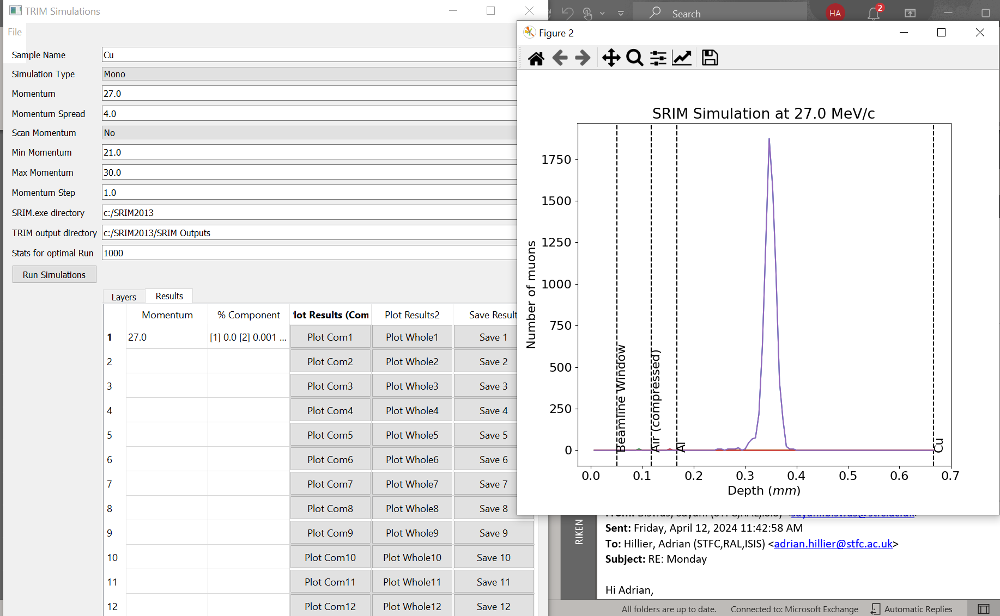 TRIM Simulations
File
Sample Name Cu
Simulation Type Mono
Momentum 27.0
Momentum Spread 4.0
Scan Momentum No
Min Momentum 21.0
Max Momentum 30.0
Momentum Step 1.0
SRIM.exe directory c:/SRIM2013
TRIM output directory c:/SRIM2013/SRIM Outputs
Stats for optimal Run 1000
Run Simulations
Layers Results
Momentum % Component lot Results (Com Plot Results2 Save Result
1 27.0 [1] 0.0 [2] 0.001 ... Plot Com1 Plot Whole1 Save 1
2 Plot Com2 Plot Whole2 Save 2
3 Plot Com3 Plot Whole3 Save 3
4 Plot Com4 Plot Whole4 Save 4
5 Plot Com5 Plot Whole5 Save 5
6 Plot Com6 Plot Whole6 Save 6
7 Plot Com7 Plot Whole7 Save 7
8 Plot Com8 Plot Whole8 Save 8
9 Plot Com9 Plot Whole9 Save 9
10 Plot Com10 Plot Whole10 Save 10
11 Plot Com11 Plot Whole11 Save 11
12 Plot Com12 Plot Whole12 Save 12
Search
HA
2
Figure 2
SRIM Simulation at 27.0 MeV/c
1750
1500
1250
1000
750
500
250
0
Number of muons
Beamline Window
Air (compressed)
Al
Cu
0.0 0.1 0.2 0.3 0.4 0.5 0.6 0.7
Depth (mm)
RIKEN
From: Biswas, Sayani (STFC,RAL,ISIS) <sayani.biswas@stfc.ac.uk>
Sent: Friday, April 12, 2024 11:42:58 AM
To: Hillier, Adrian (STFC,RAL,ISIS) <adrian.hillier@stfc.ac.uk>
Subject: RE: Monday
Hi Adrian,
All folders are up to date. Connected to: Microsoft Exchange Automatic Replies